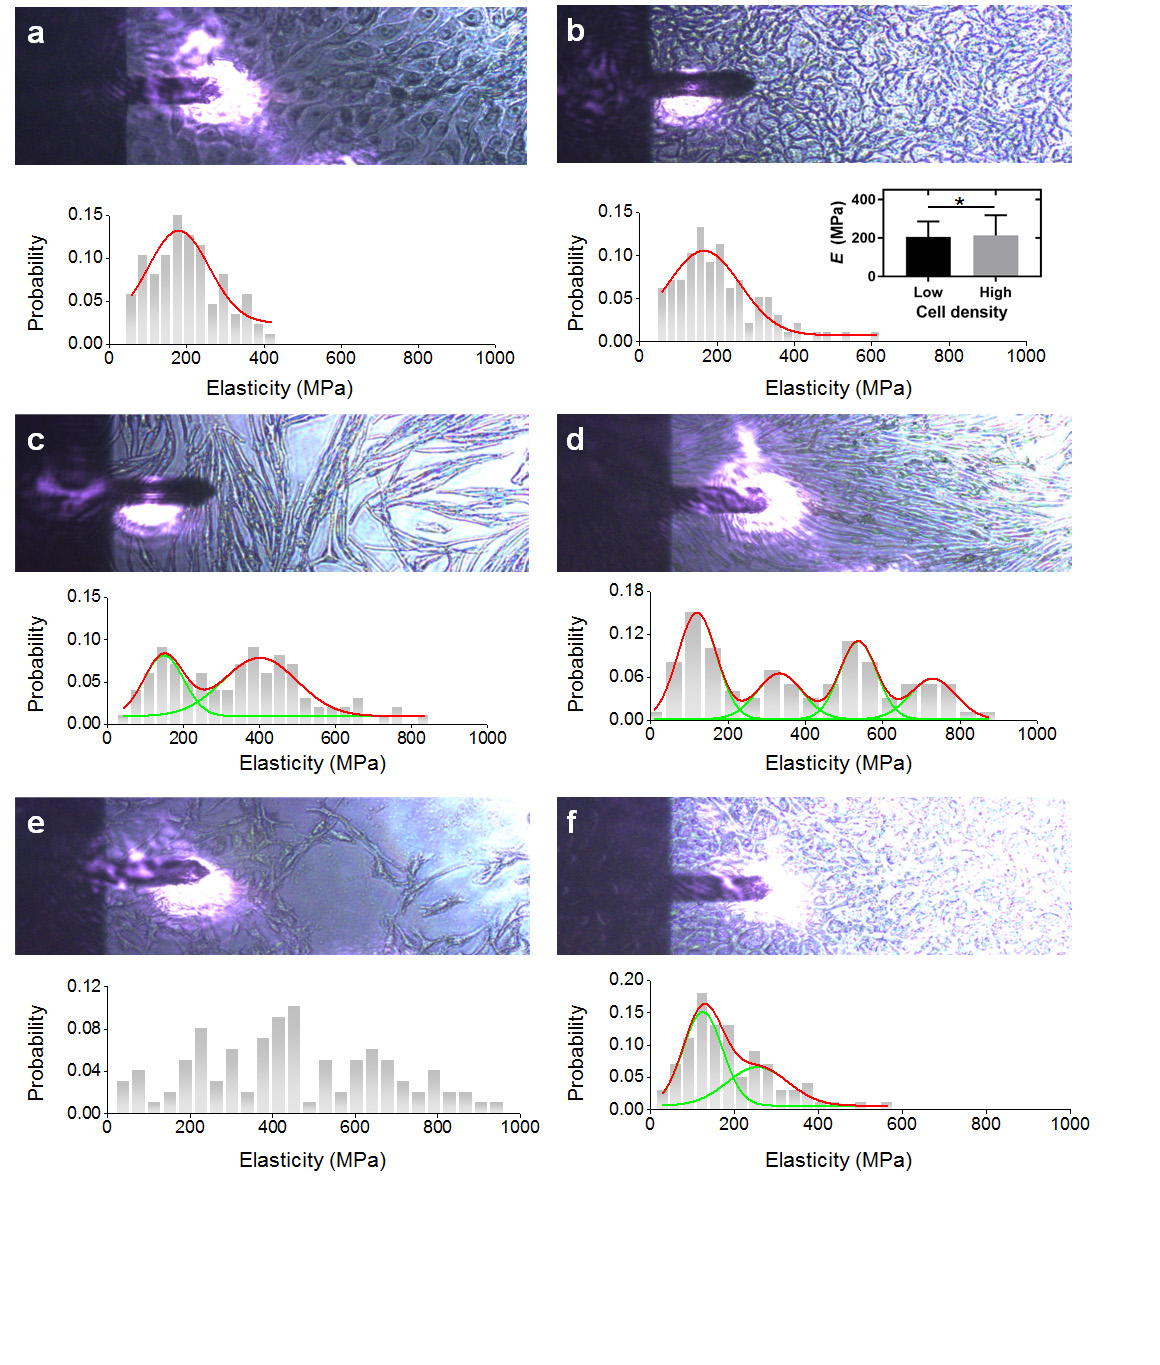 a
0.15
0.10
0.05
0.00
Probability
0 200 400 600 800 1000
Elasticity (MPa)
b
0.15
0.10
0.05
0.00
Probability
0 200 400 600 800 1000
Elasticity (MPa)
400
200
0
E (MPa)
*
Low High
Cell density
c
0.15
0.10
0.05
0.00
Probability
0 200 400 600 800 1000
Elasticity (MPa)
d
0.18
0.12
0.06
0.00
Probability
0 200 400 600 800 1000
Elasticity (MPa)
e
0.12
0.08
0.04
0.00
Probability
0 200 400 600 800 1000
Elasticity (MPa)
f
0.20
0.15
0.10
0.05
0.00
Probability
0 200 400 600 800 1000
Elasticity (MPa)